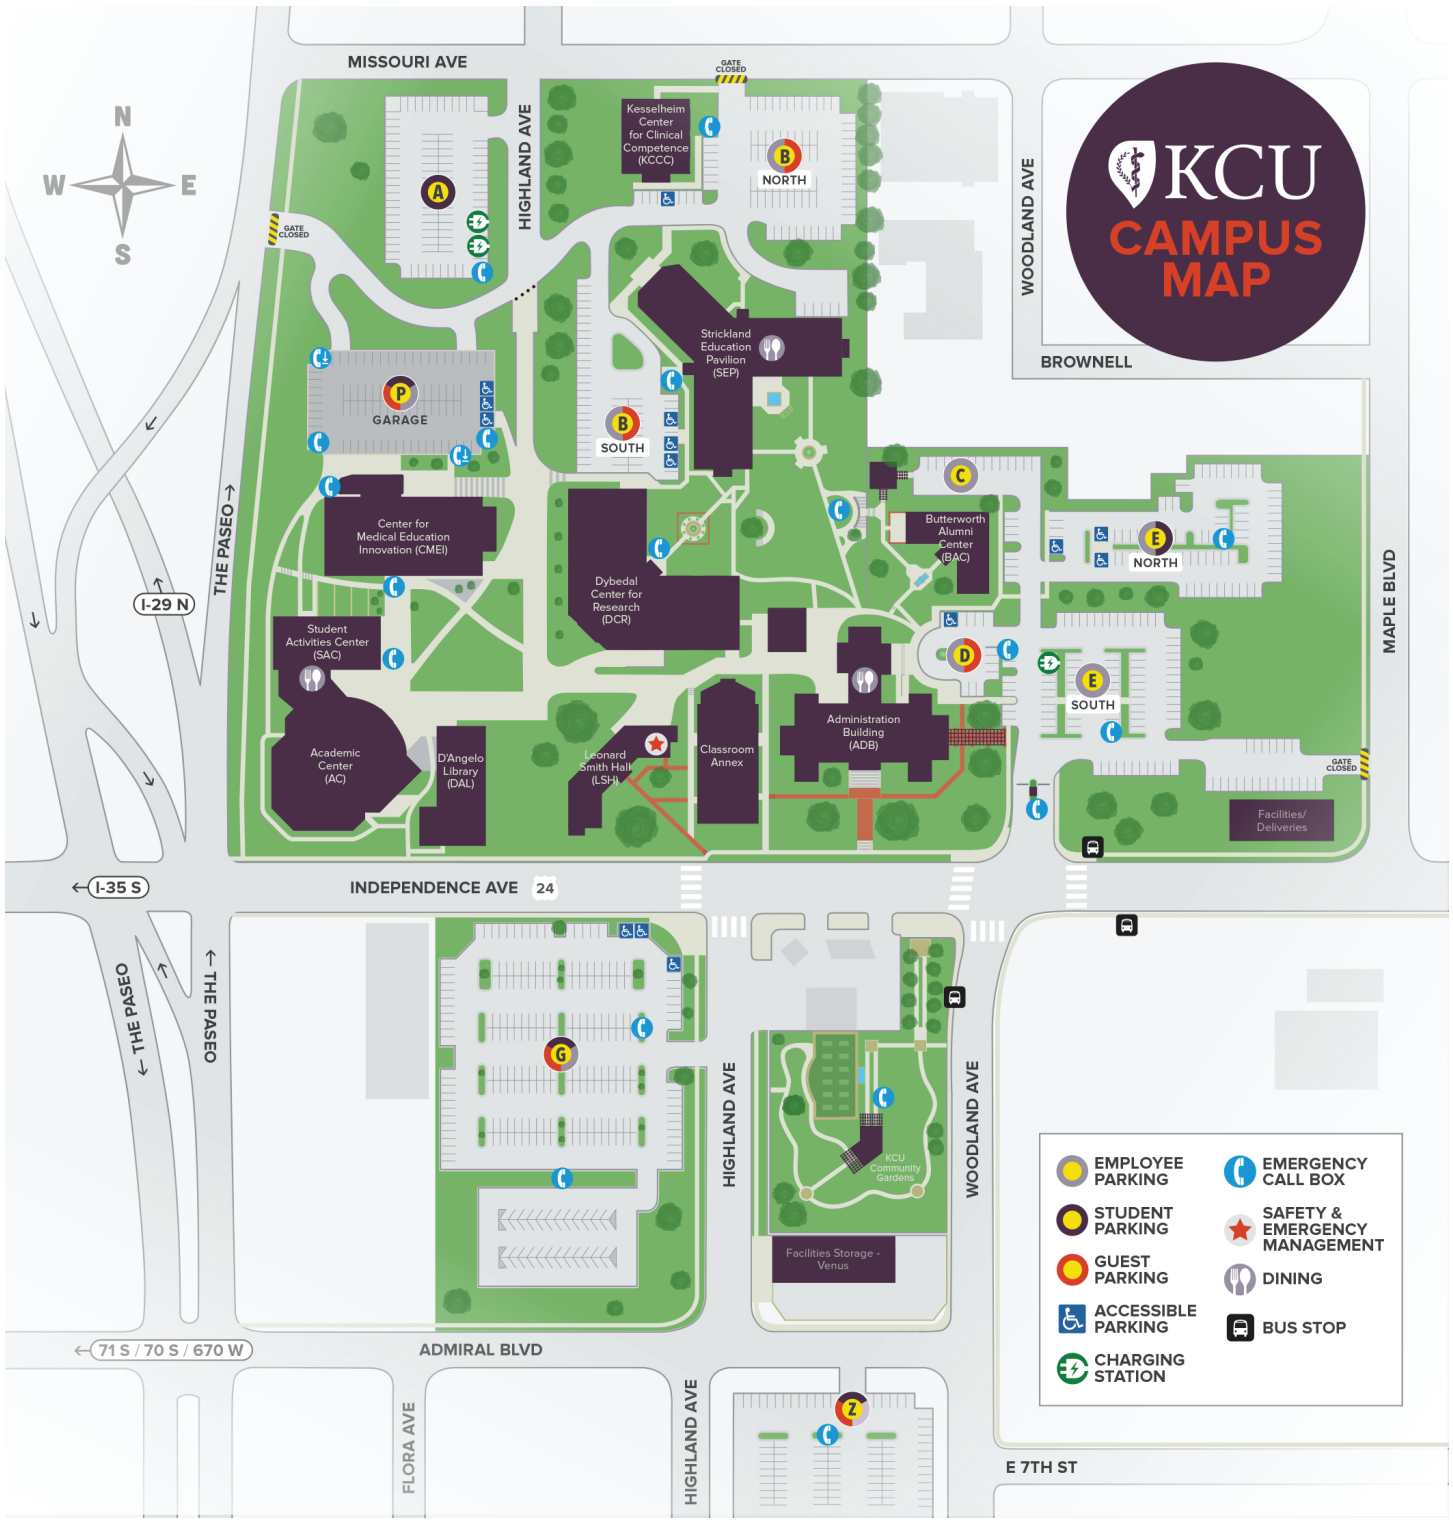 MISSOURI AVE
GATE
CLOSED
N
W
E
S
HIGHLAND AVE
Kesselheim
Center
for Clinical
Competence
(KCCC)
B
NORTH
A
GATE
CLOSED
WOODLAND AVE
KCU
CAMPUS
MAP
BROWNELL
Strickland
Education
Pavilion
(SEP)
P
GARAGE
B
SOUTH
C
THE PASEO
I-29 N
Center for
Medical Education
Innovation (CMEI)
Butterworth
Alumni
Center
(BAC)
E
NORTH
MAPLE BLVD
Dybedal
Center for
Research
(DCR)
Student
Activities Center
(SAC)
D
E
SOUTH
Administration
Building
(ADB)
Academic
Center
(AC)
D'Angelo
Library
(DAL)
Leonard
Smith Hall
(LSH)
Classroom
Annex
GATE
CLOSED
Facilities/
Deliveries
I-35 S
INDEPENDENCE AVE
24
THE PASEO
THE PASEO
G
HIGHLAND AVE
WOODLAND AVE
KCU
Community
Gardens
Facilities Storage -
Venus
EMPLOYEE
PARKING
STUDENT
PARKING
GUEST
PARKING
ACCESSIBLE
PARKING
CHARGING
STATION
EMERGENCY
CALL BOX
SAFETY &
EMERGENCY
MANAGEMENT
DINING
BUS STOP
71 S / 70 S / 670 W
ADMIRAL BLVD
FLORA AVE
HIGHLAND AVE
Z
E 7TH ST